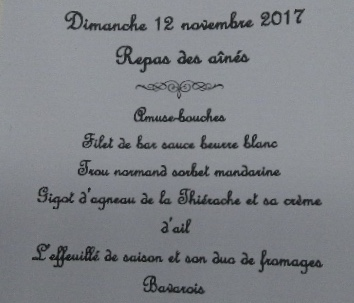 Dimanche 12 novembre 2017
Repas des aînés
Amuse-bouches
Filet de bar sauce beurre blanc
Trou normand sorbet mandarine
Gigot d'agneau de la Thiérache et sa crème
d'ail
L'effeuillé de saison et son duo de fromages
Bavarois